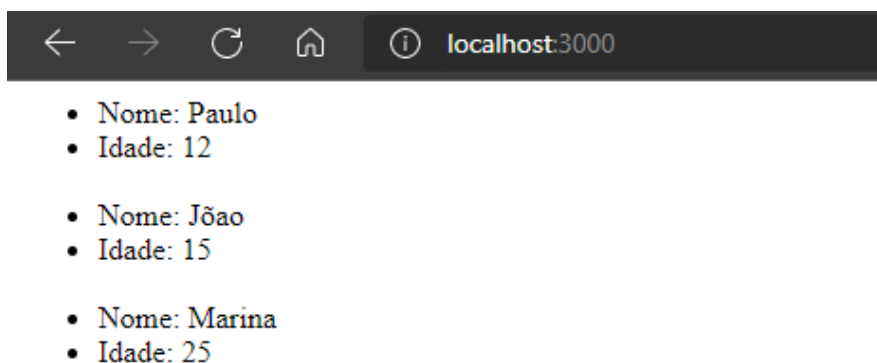 localhost:3000
Nome: Paulo
Idade: 12
Nome: Jõao
Idade: 15
Nome: Marina
Idade: 25